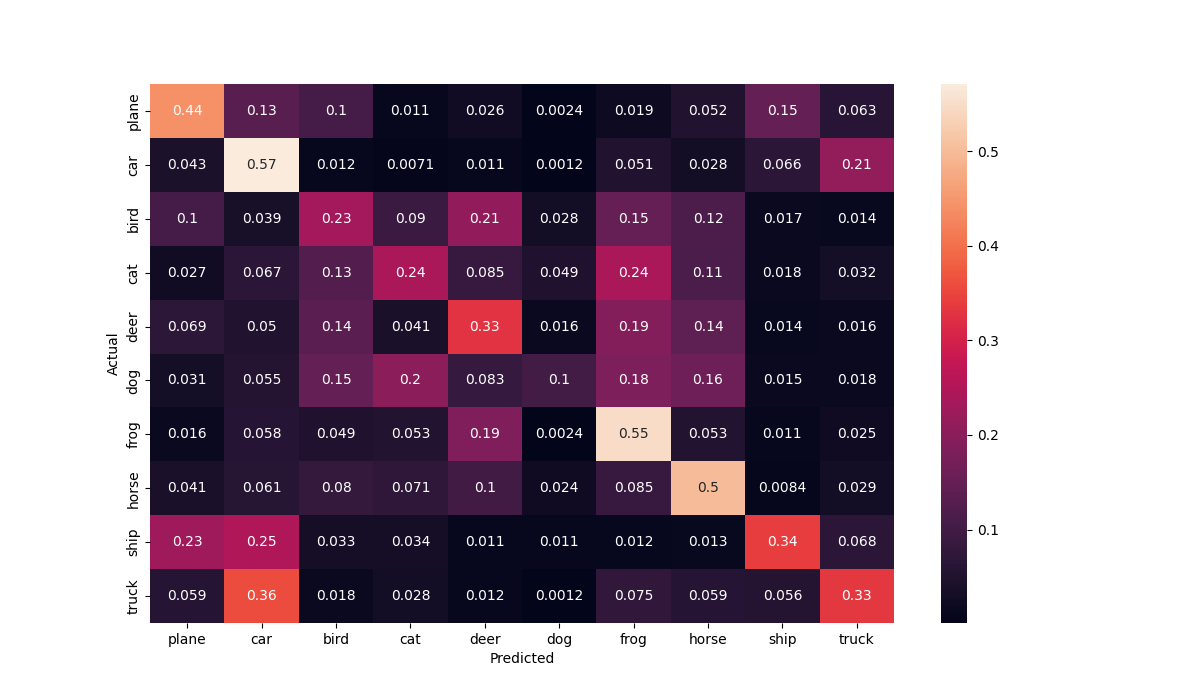 plane 0.44 0.13 0.1 0.011 0.026 0.0024 0.019 0.052 0.15 0.063
car 0.043 0.57 0.012 0.0071 0.011 0.0012 0.051 0.028 0.066 0.21
bird 0.1 0.039 0.23 0.09 0.21 0.028 0.15 0.12 0.017 0.014
cat 0.027 0.067 0.13 0.24 0.085 0.049 0.24 0.11 0.018 0.032
deer 0.069 0.05 0.14 0.041 0.33 0.016 0.19 0.14 0.014 0.016
dog 0.031 0.055 0.15 0.2 0.083 0.1 0.18 0.16 0.015 0.018
frog 0.016 0.058 0.049 0.053 0.19 0.0024 0.55 0.053 0.011 0.025
horse 0.041 0.061 0.08 0.071 0.1 0.024 0.085 0.5 0.0084 0.029
ship 0.23 0.25 0.033 0.034 0.011 0.011 0.012 0.013 0.34 0.068
truck 0.059 0.36 0.018 0.028 0.012 0.0012 0.075 0.059 0.056 0.33
plane car bird cat deer dog frog horse ship truck
Predicted
Actual
0.5
0.4
0.3
0.2
0.1